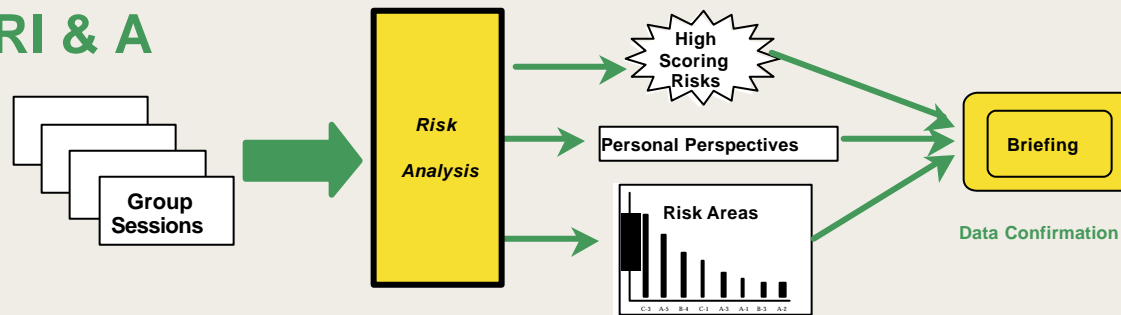 RI & A
Group
Sessions
Risk
Analysis
High
Scoring
Risks
Personal Perspectives
Risk Areas
C-3 A-5 B-4 C-1 A-3 A-1 B-3 A-2
Briefing
Data Confirmation